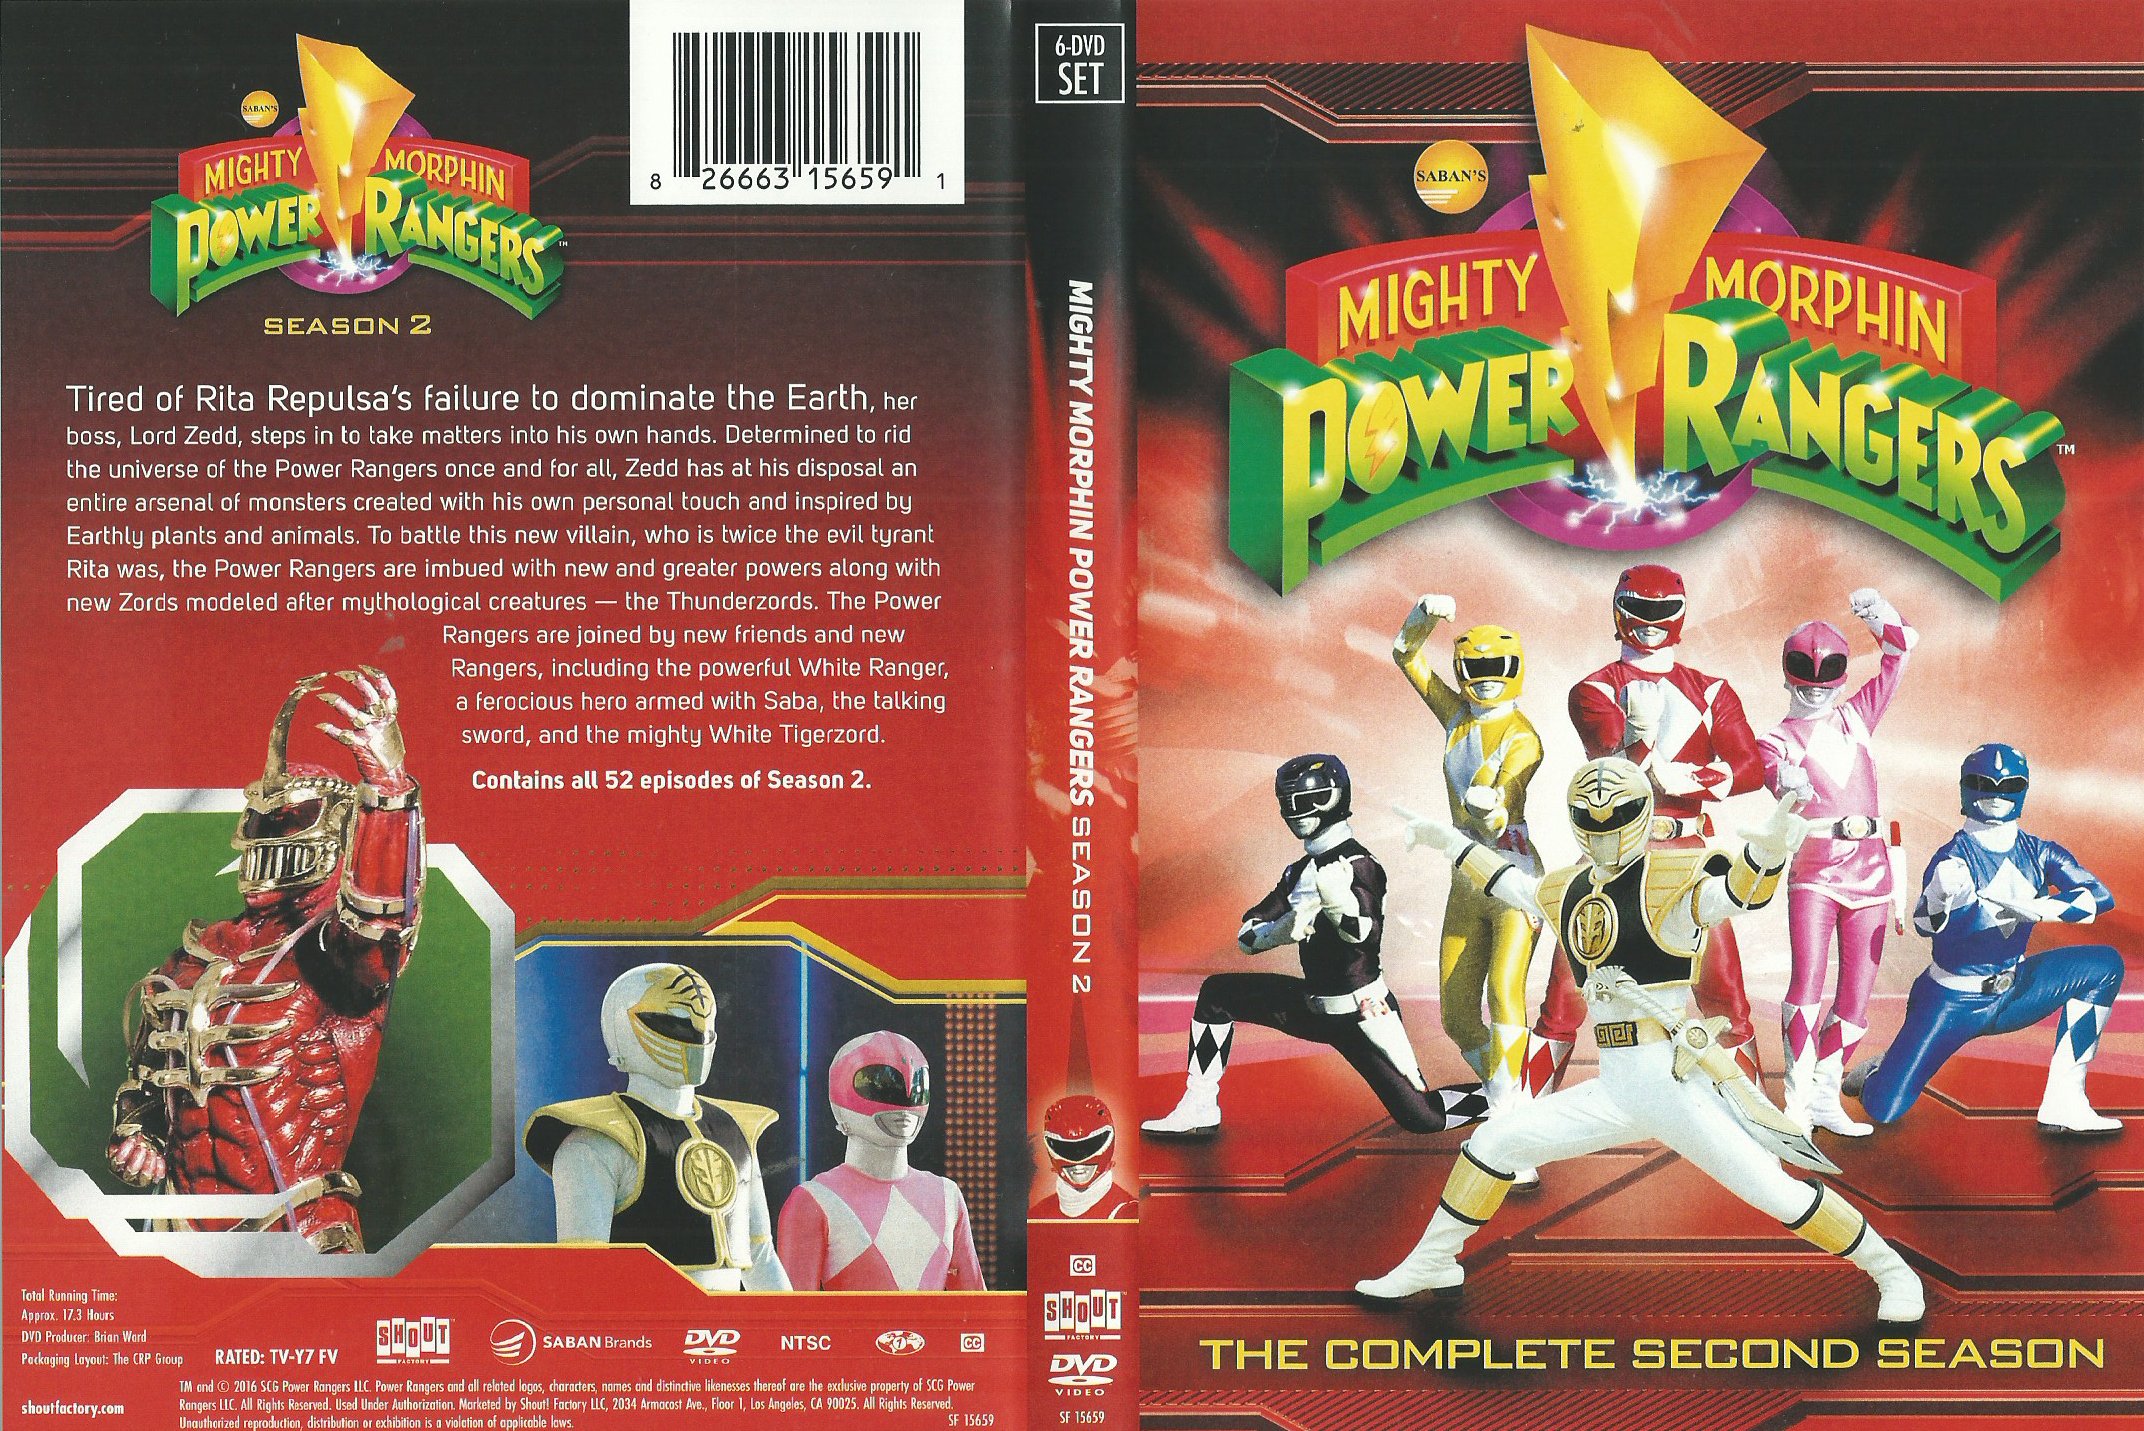 SABAN'S
MIGHTY MORPHIN
POWER RANGERS™
SEASON 2
8 26663 15659 1
Tired of Rita Repulsa's failure to dominate the Earth, her
boss, Lord Zedd, steps in to take matters into his own hands. Determined to rid
the universe of the Power Rangers once and for all, Zedd has at his disposal an
entire arsenal of monsters created with his own personal touch and inspired by
Earthly plants and animals. To battle this new villain, who is twice the evil tyrant
Rita was, the Power Rangers are imbued with new and greater powers along with
new Zords modeled after mythological creatures — the Thunderzords. The Power
Rangers are joined by new friends and new
Rangers, including the powerful White Ranger,
a ferocious hero armed with Saba, the talking
sword, and the mighty White Tigerzord.
Contains all 52 episodes of Season 2.
Total Running Time:
Approx. 17.3 Hours
DVD Producer: Brian Ward
Packaging Layout: The CRP Group
shoutfactory.com
RATED: TV-Y7 FV
SHOUT™
FACTORY
SABAN Brands
DVD
VIDEO
NTSC
1
CC
TM and © 2016 SCG Power Rangers LLC. Power Rangers and all related logos, characters, names and distinctive likenesses thereof are the exclusive property of SCG Power
Rangers LLC. All Rights Reserved. Used Under Authorization. Marketed by Shout! Factory LLC, 2034 Armacost Ave., Floor 1, Los Angeles, CA 90025. All Rights Reserved.
Unauthorized reproduction, distribution or exhibition is a violation of applicable laws.
SF 15659
6-DVD
SET
MIGHTY MORPHIN POWER RANGERS SEASON 2
CC
SHOUT™
FACTORY
DVD
VIDEO
SF 15659
SABAN'S
MIGHTY MORPHIN
POWER RANGERS™
THE COMPLETE SECOND SEASON